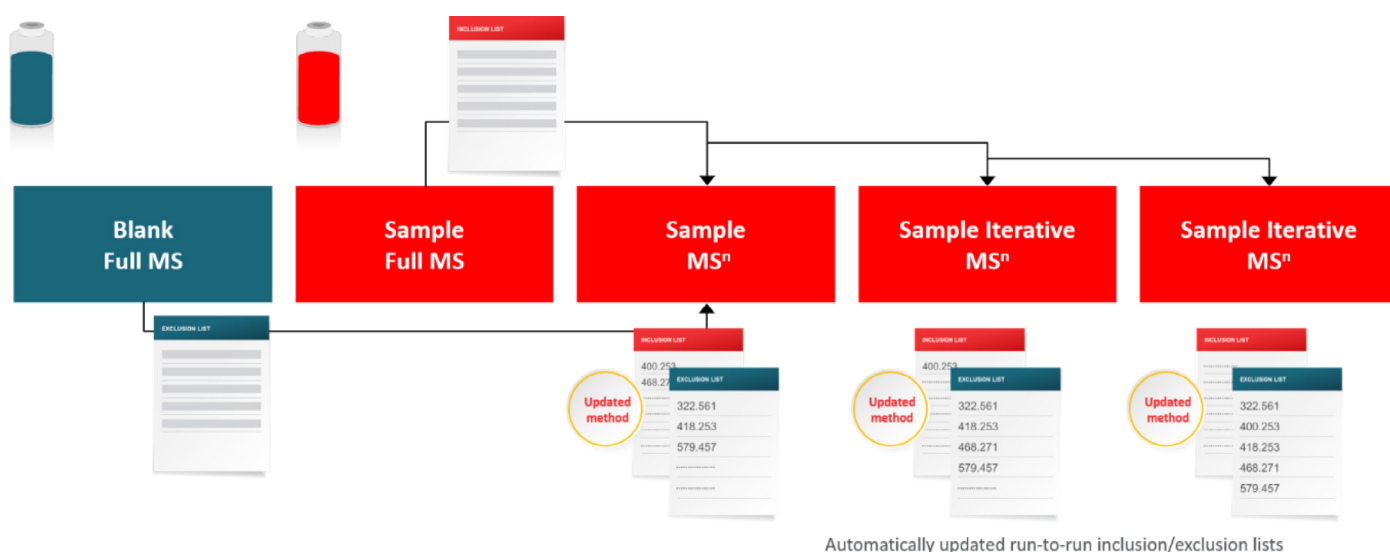 INCLUSION LIST
Blank
Full MS
Sample
Full MS
Sample
MSⁿ
Sample Iterative
MSⁿ
Sample Iterative
MSⁿ
EXCLUSION LIST
INCLUSION LIST
400.253
EXCLUSION LIST
322.561
418.253
579.457
Updated
method
INCLUSION LIST
400.253
EXCLUSION LIST
322.561
418.253
468.271
579.457
Updated
method
INCLUSION LIST
EXCLUSION LIST
322.561
400.253
418.253
468.271
579.457
Updated
method
Automatically updated run-to-run inclusion/exclusion lists